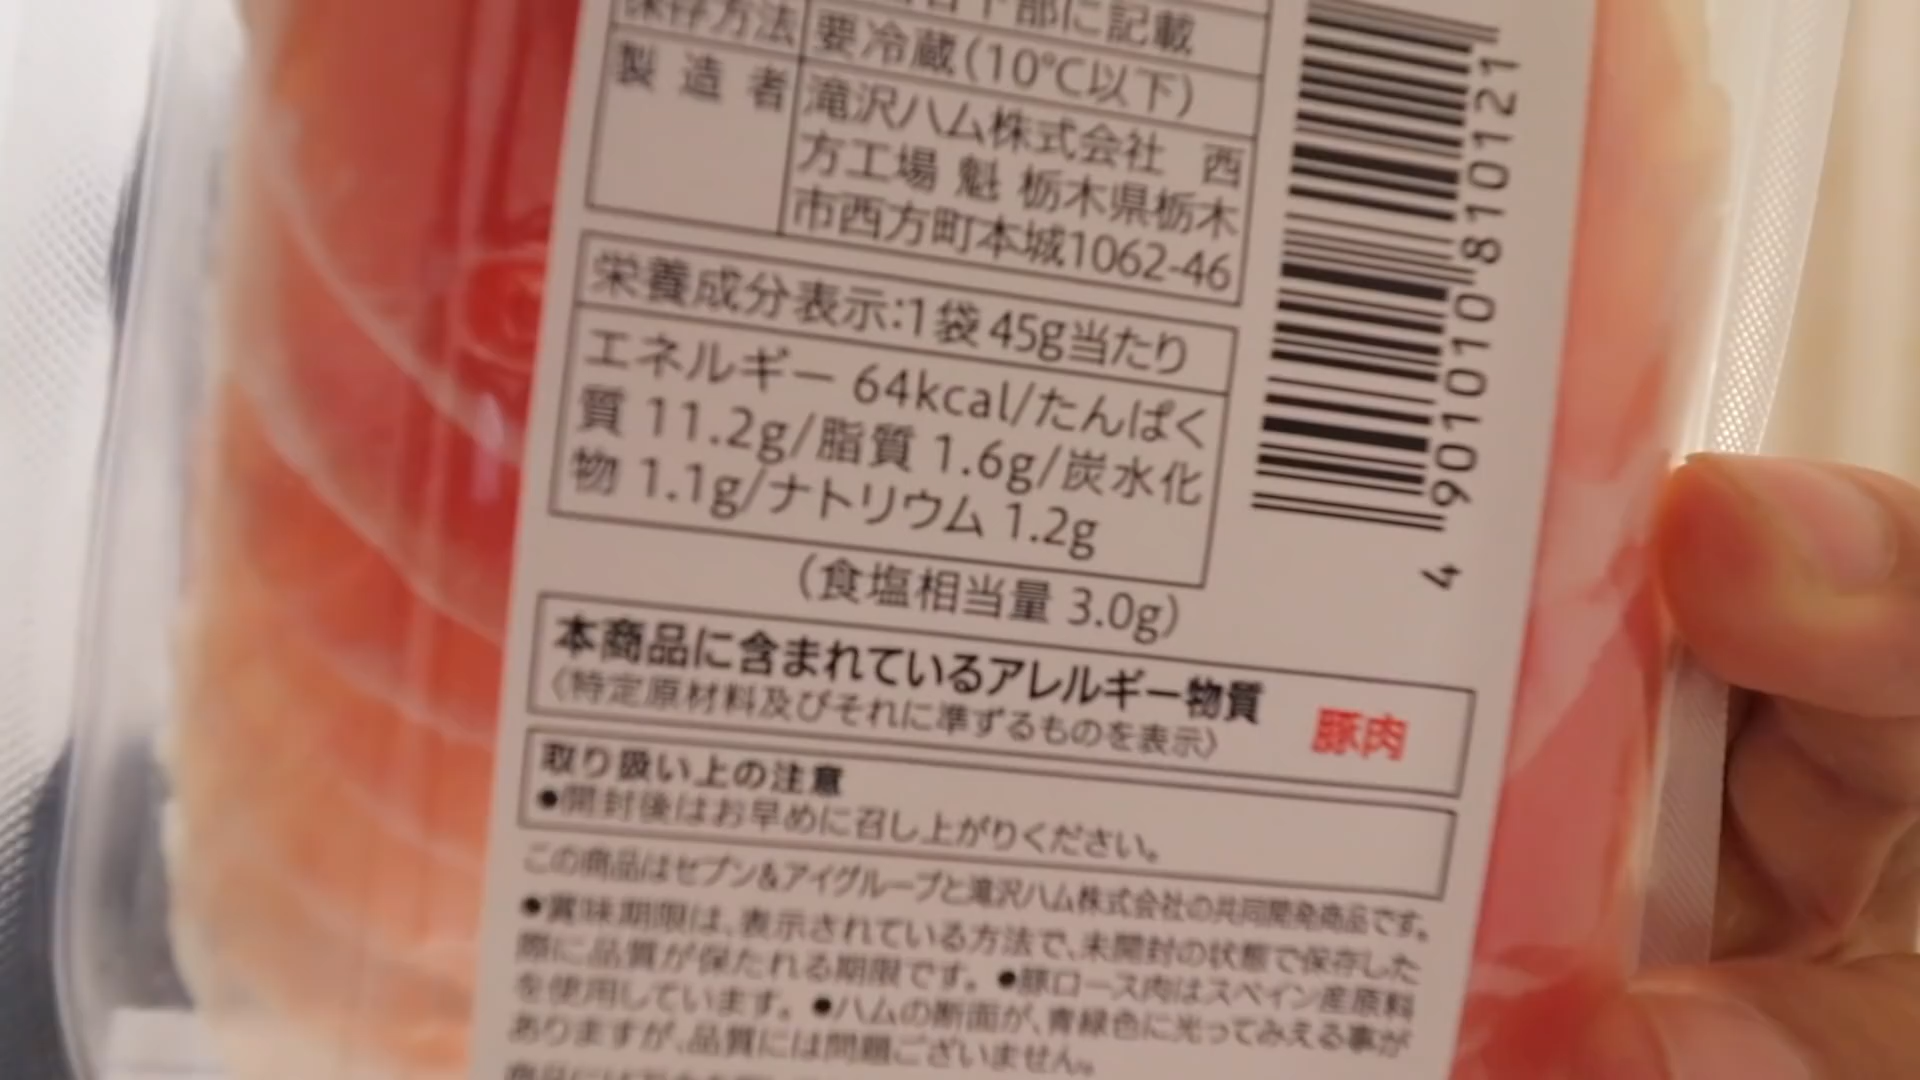 下部に記載
保存方法 要冷蔵(10℃以下)
製造者 滝沢ハム株式会社 西
方工場 魁 栃木県栃木
市西方町本城1062-46
栄養成分表示:1袋45g当たり
エネルギー 64kcal/たんぱく
質 11.2g/脂質 1.6g/炭水化
物 1.1g/ナトリウム 1.2g
(食塩相当量 3.0g)
本商品に含まれているアレルギー物質
〈特定原材料及びそれに準ずるものを表示〉
豚肉
取り扱い上の注意
●開封後はお早めに召し上がりください。
この商品はセブン&アイグループと滝沢ハム株式会社の共同開発商品です。
●賞味期限は、表示されている方法で、未開封の状態で保存した
際に品質が保たれる期限です。●豚ロース肉はスペイン産原料
を使用しています。●ハムの断面が、青緑色に光ってみえる事が
ありますが、品質には問題ございません。
4 901010 810121